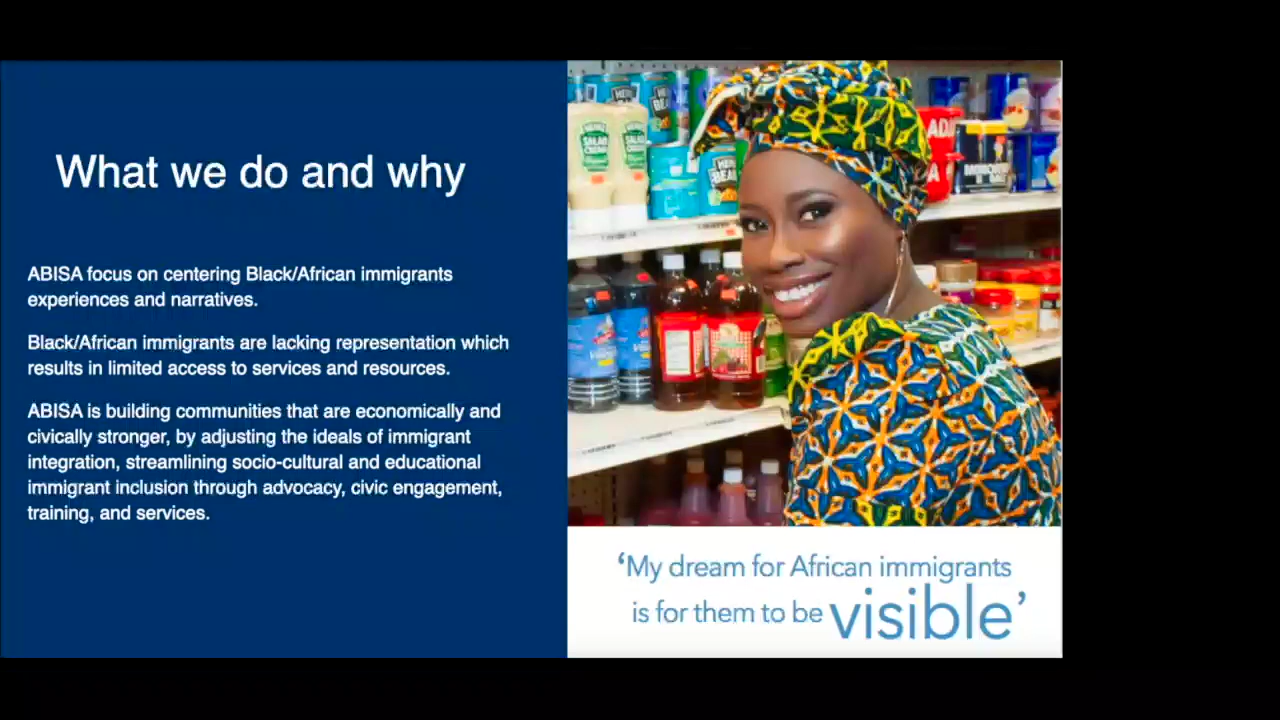 What we do and why
ABISA focus on centering Black/African immigrants
experiences and narratives.
Black/African immigrants are lacking representation which
results in limited access to services and resources.
ABISA is building communities that are economically and
civically stronger, by adjusting the ideals of immigrant
integration, streamlining socio-cultural and educational
immigrant inclusion through advocacy, civic engagement,
training, and services.
HEINZ
SALAD
CREAM
‘My dream for African immigrants
is for them to be visible’